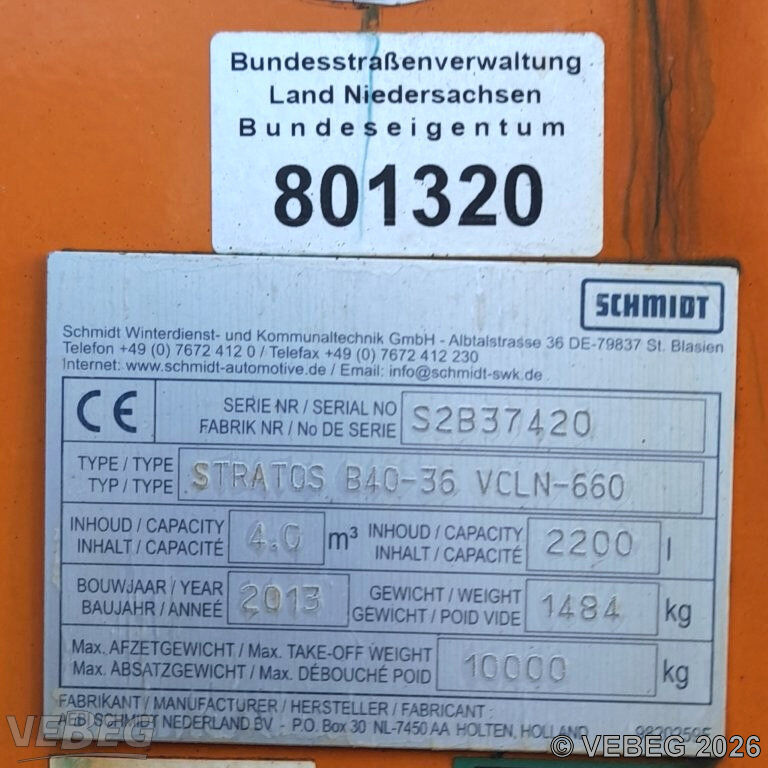 Bundesstraßenverwaltung
Land Niedersachsen
Bundeseigentum
801320
SCHMIDT
Schmidt Winterdienst- und Kommunaltechnik GmbH - Albtalstrasse 36 DE-79837 St. Blasien
Telefon +49 (0) 7672 412 0 / Telefax +49 (0) 7672 412 230
Internet: www.schmidt-automotive.de / Email: info@schmidt-swk.de
CE
SERIE NR / SERIAL NO
FABRIK NR / No DE SERIE
S2B37420
TYPE / TYPE
TYP / TYPE
STRATOS B40-36 VCLN-660
INHOUD / CAPACITY
INHALT / CAPACITÉ
4.0 m³
INHOUD / CAPACITY
INHALT / CAPACITÉ
2200 l
BOUWJAAR / YEAR
BAUJAHR / ANNEÉ
2013
GEWICHT / WEIGHT
GEWICHT / POID VIDE
1484 kg
Max. AFZETGEWICHT / Max. TAKE-OFF WEIGHT
Max. ABSATZGEWICHT / Max. DÉBOUCHÉ POID
10000 kg
FABRIKANT / MANUFACTURER / HERSTELLER / FABRICANT :
SCHMIDT NEDERLAND BV - P.O. Box 30 NL-7450 AA HOLTEN, HOLLAND
VEBEG
© VEBEG 2026